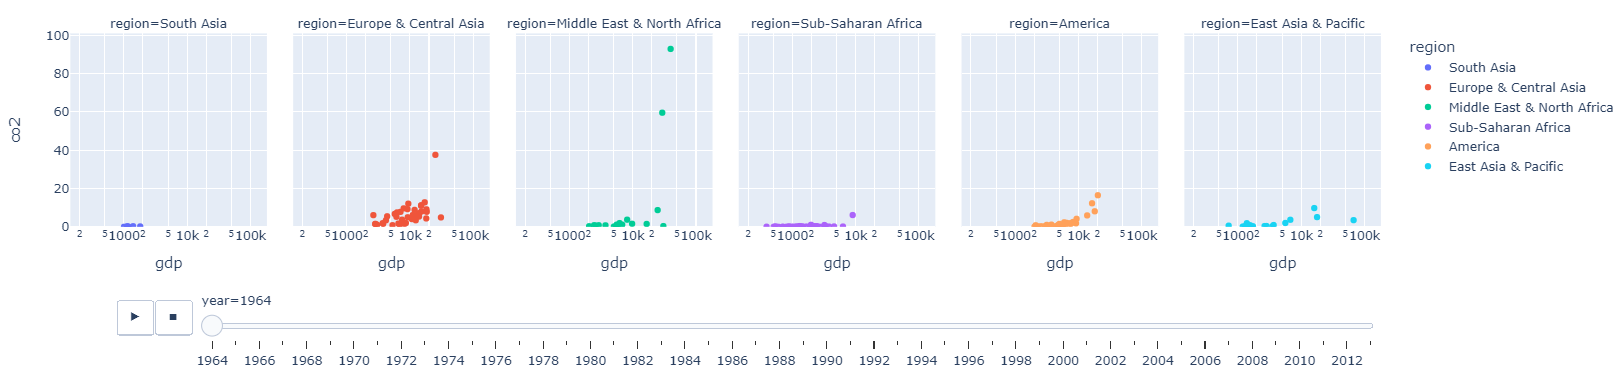 region=South Asia region=Europe & Central Asia region=Middle East & North Africa region=Sub-Saharan Africa region=America region=East Asia & Pacific
region
South Asia
Europe & Central Asia
Middle East & North Africa
Sub-Saharan Africa
America
East Asia & Pacific
100
80
60
40
20
0
co2
2 5 1000 2 5 10k 2 5 100k 2 5 1000 2 5 10k 2 5 100k 2 5 1000 2 5 10k 2 5 100k 2 5 1000 2 5 10k 2 5 100k 2 5 1000 2 5 10k 2 5 100k 2 5 1000 2 5 10k 2 5 100k
gdp gdp gdp gdp gdp gdp
year=1964
1964 1966 1968 1970 1972 1974 1976 1978 1980 1982 1984 1986 1988 1990 1992 1994 1996 1998 2000 2002 2004 2006 2008 2010 2012